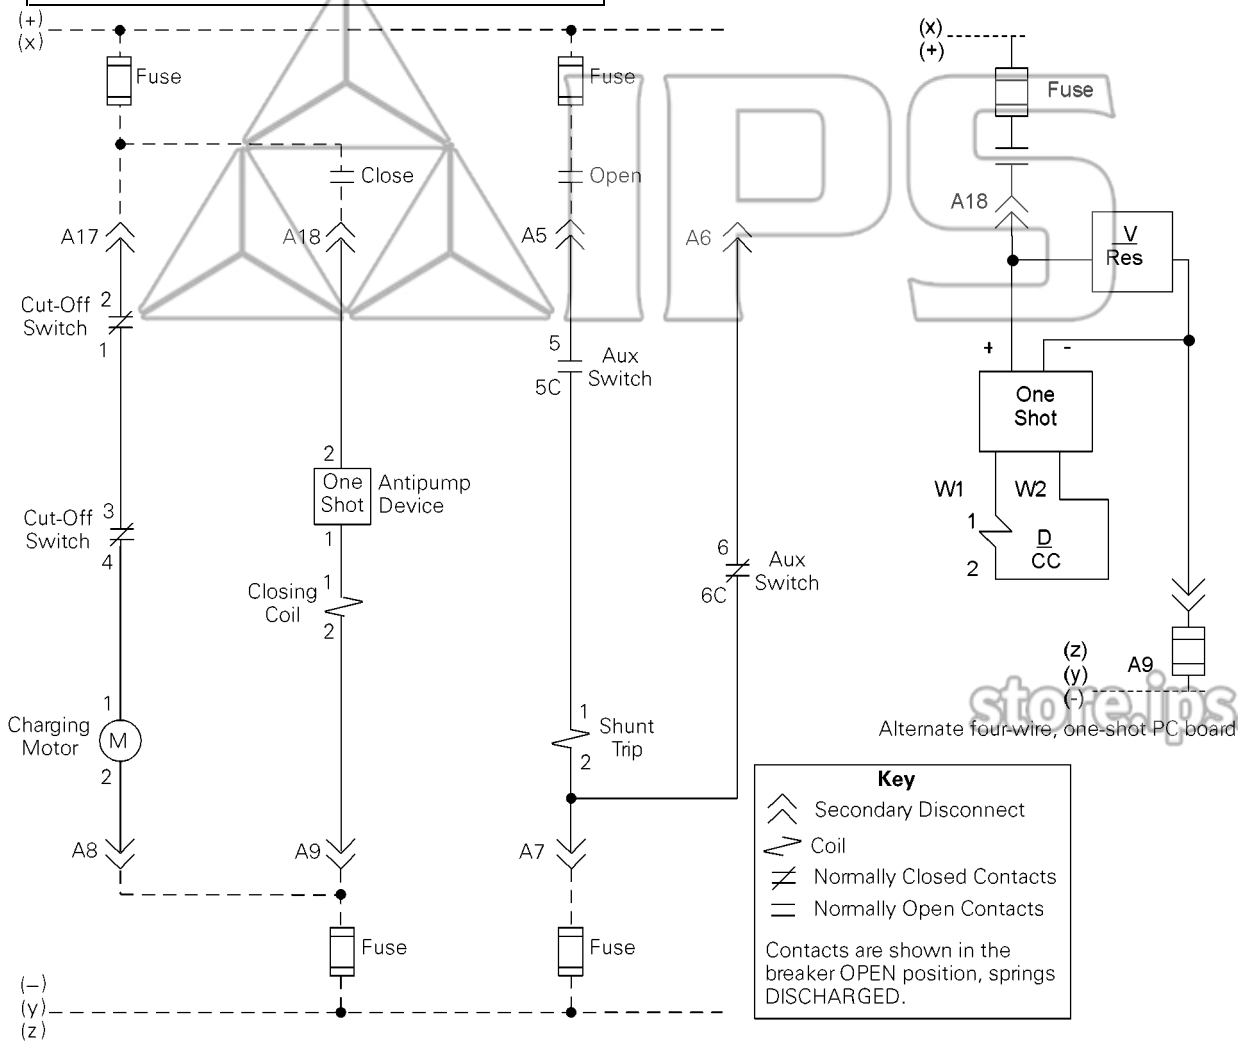 (+)
(x)
Fuse
Fuse
Close
Open
A17
A18
A5
A6
Cut-Off
Switch
2
1
5
5C
Aux
Switch
2
One
Shot
Antipump
Device
1
Cut-Off
Switch
3
4
Closing
Coil
1
2
6
6C
Aux
Switch
Charging
Motor
1
M
2
1
Shunt
Trip
2
A8
A9
A7
Fuse
Fuse
(−)
(y)
(z)
IPS
(x)
(+)
Fuse
A18
V
Res
+
-
One
Shot
W1
W2
1
2
D
CC
(z)
(y)
(-)
A9
store.ips
Alternate four-wire, one-shot PC board
Key
Secondary Disconnect
Coil
Normally Closed Contacts
Normally Open Contacts
Contacts are shown in the
breaker OPEN position, springs
DISCHARGED.